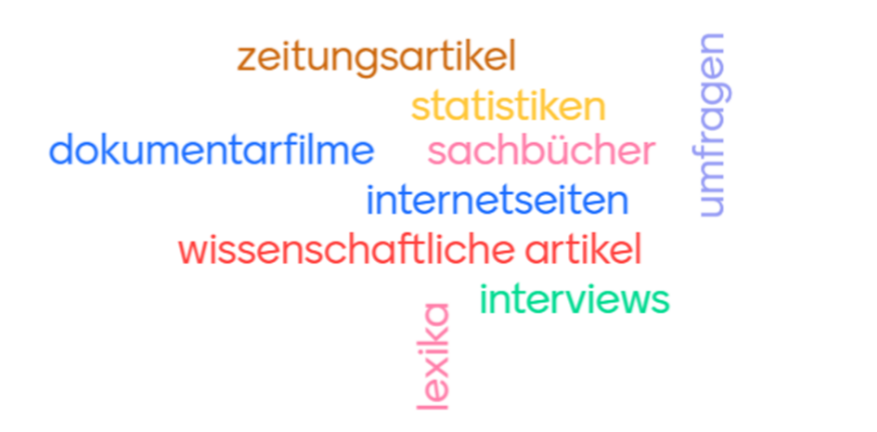 zeitungsartikel
umfragen
statistiken
dokumentarfilme
sachbücher
internetseiten
wissenschaftliche artikel
interviews
lexika